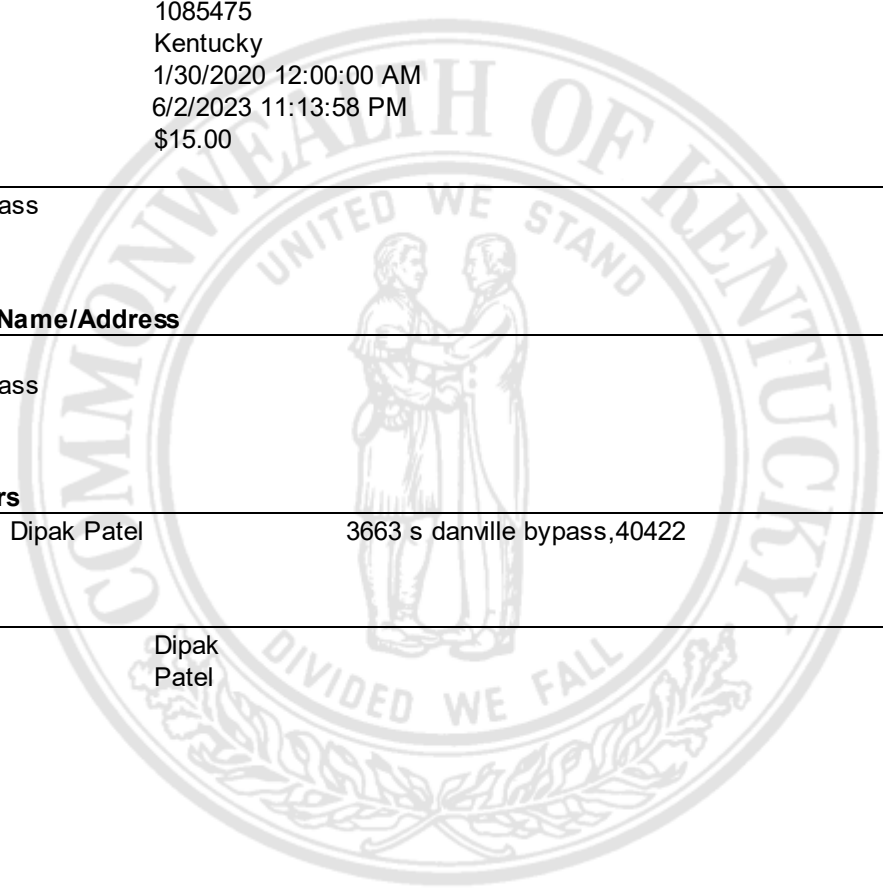 1085475
Kentucky
1/30/2020 12:00:00 AM
6/2/2023 11:13:58 PM
$15.00
ass
Name/Address
ass
rs
Dipak Patel 3663 s danville bypass,40422
Dipak
Patel
COMMONWEALTH OF KENTUCKY
UNITED WE STAND
DIVIDED WE FALL